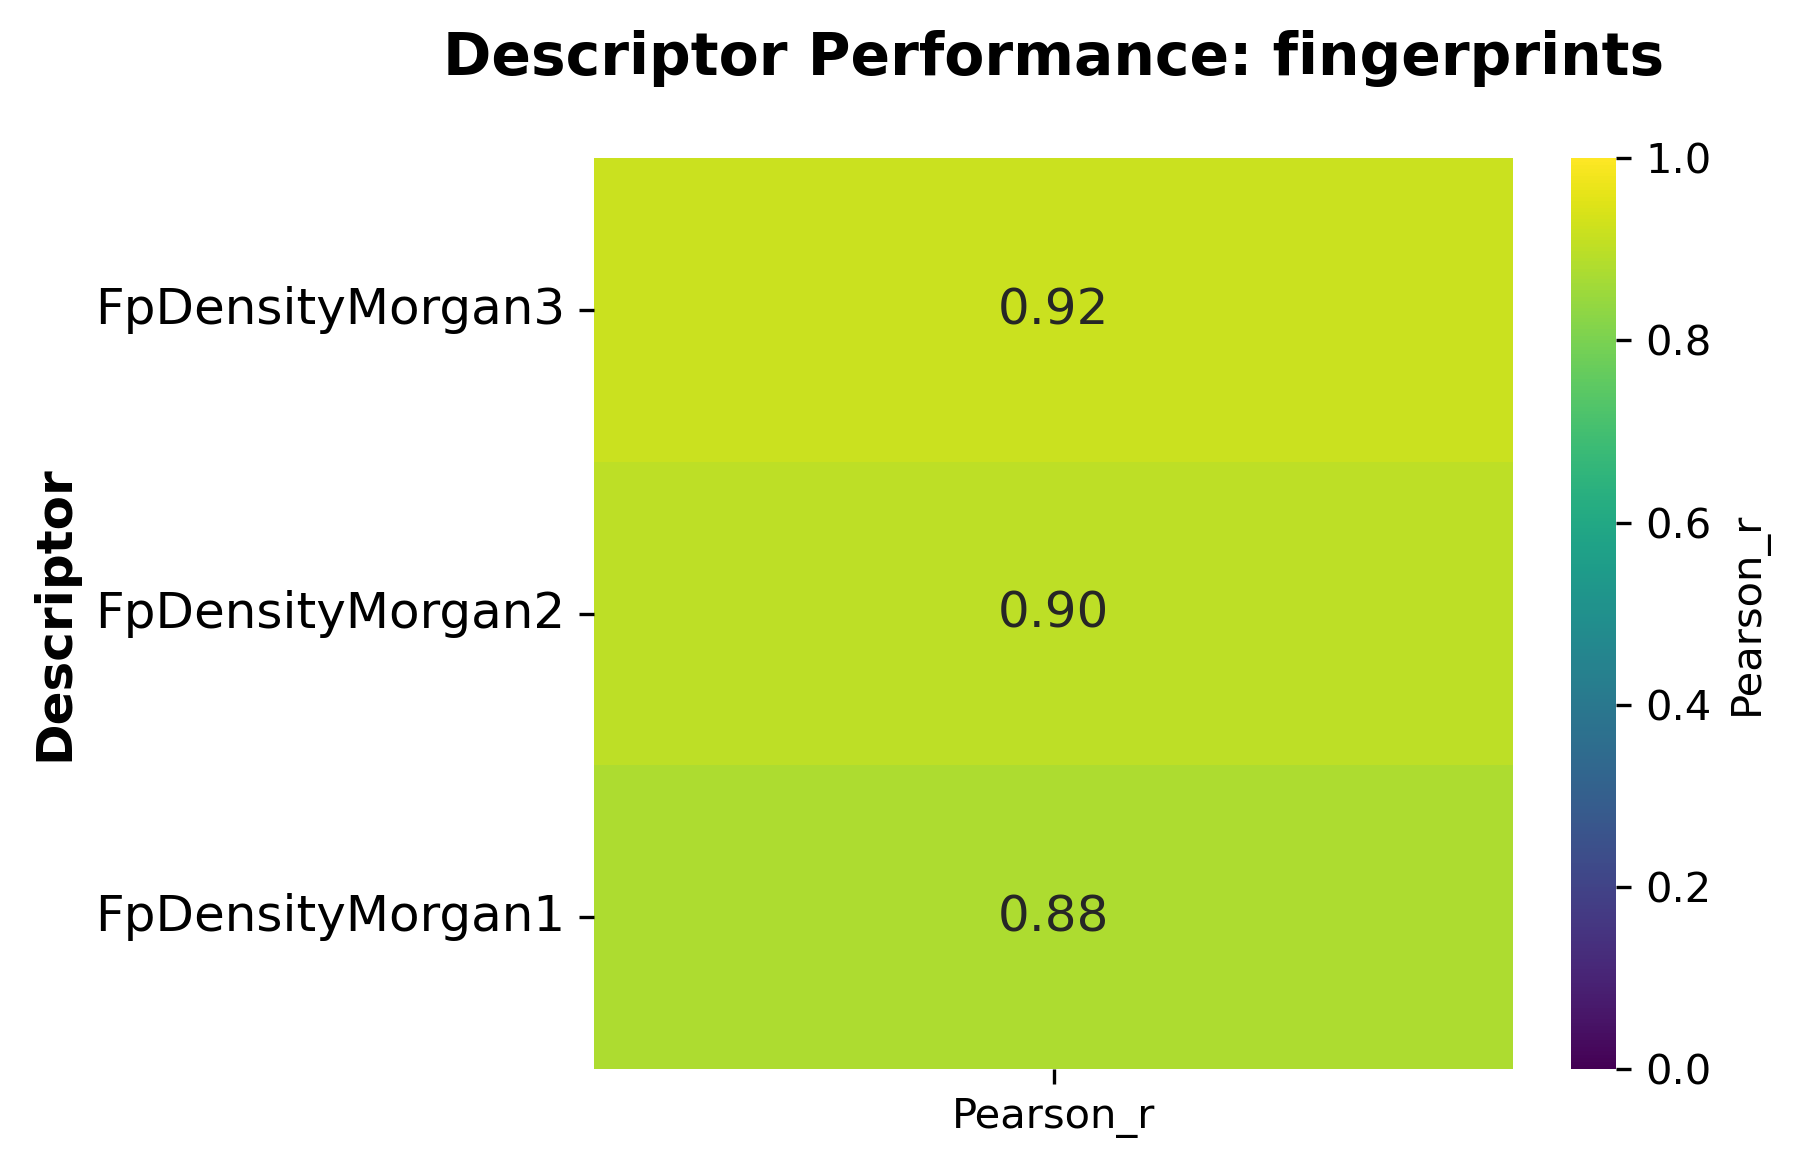 Descriptor Performance: fingerprints
Descriptor
FpDensityMorgan3
0.92
FpDensityMorgan2
0.90
FpDensityMorgan1
0.88
Pearson_r
1.0
0.8
0.6
0.4
0.2
0.0
Pearson_r